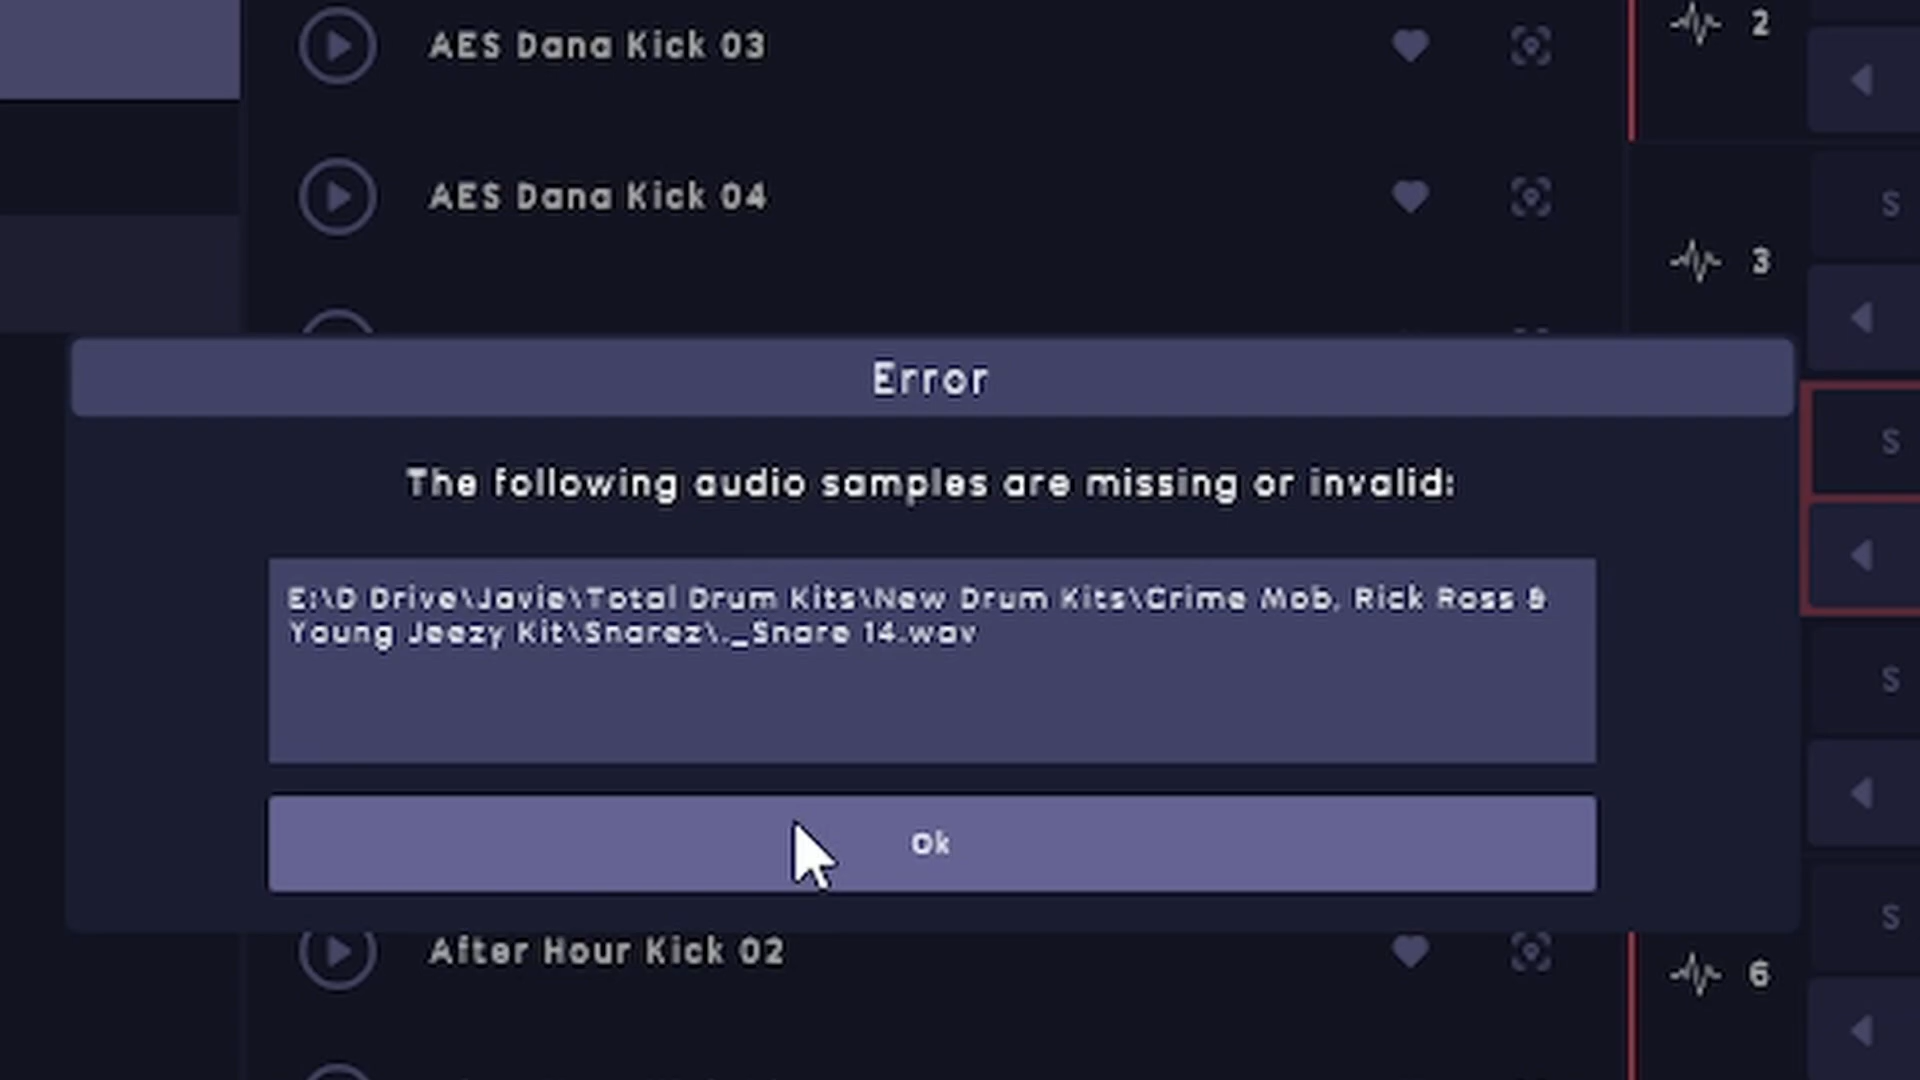 AES Dana Kick 03
2
AES Dana Kick 04
S
3
Error
The following audio samples are missing or invalid:
S
E:\D Drive\Javie\Total Drum Kits\New Drum Kits\Crime Mob, Rick Ross &
Young Jeezy Kit\Snarez\._Snare 14.wav
S
Ok
S
After Hour Kick 02
6